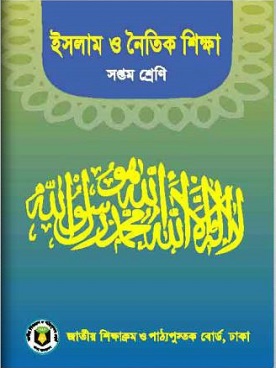 ইসলাম ও নৈতিক শিক্ষা
সপ্তম শ্রেণি
لا إله إلا الله محمد رسول الله
জাতীয় শিক্ষাক্রম ও পাঠ্যপুস্তক বোর্ড, ঢাকা